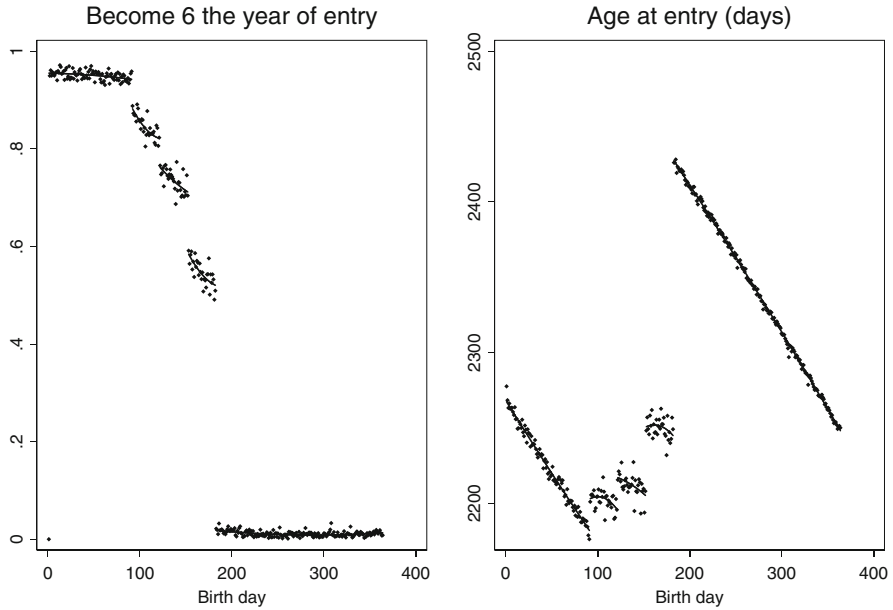 Become 6 the year of entry
1
.8
.6
.4
.2
0
0 100 200 300 400
Birth day
Age at entry (days)
2500
2400
2300
2200
0 100 200 300 400
Birth day